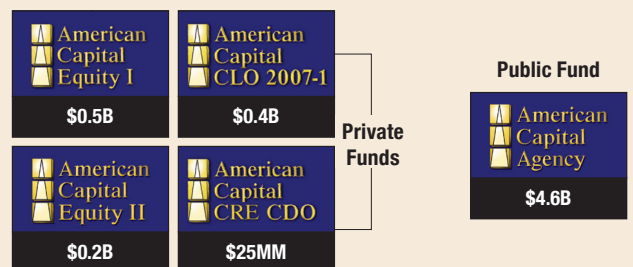 American
Capital
Equity I
$0.5B
American
Capital
CLO 2007-1
$0.4B
American
Capital
Equity II
$0.2B
American
Capital
CRE CDO
$25MM
Private
Funds
Public Fund
American
Capital
Agency
$4.6B